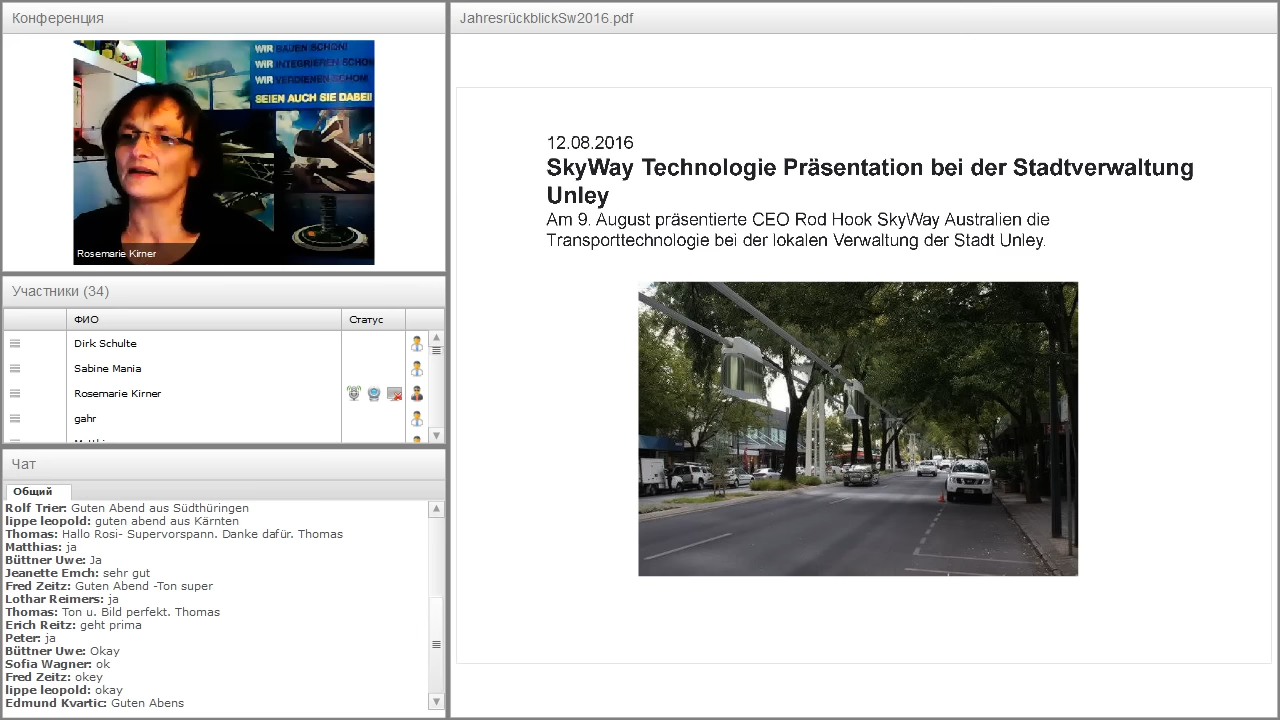 Конференция
WIR BAUEN SCHON!
WIR INTEGRIEREN SCHON
WIR VERDIENEN SCHON!
SEIEN AUCH SIE DABEI!
Rosemarie Kirner
Участники (34)
ФИО
Статус
Dirk Schulte
Sabine Mania
Rosemarie Kirner
gahr
Чат
Общий
Rolf Trier: Guten Abend aus Südthüringen
lippe leopold: guten abend aus Kärnten
Thomas: Hallo Rosi- Supervorspann. Danke dafür. Thomas
Matthias: ja
Büttner Uwe: Ja
Jeanette Emch: sehr gut
Fred Zeitz: Guten Abend -Ton super
Lothar Reimers: ja
Thomas: Ton u. Bild perfekt. Thomas
Erich Reitz: geht prima
Peter: ja
Büttner Uwe: Okay
Sofia Wagner: ok
Fred Zeitz: okey
lippe leopold: okay
Edmund Kvartic: Guten Abens
JahresrückblickSw2016.pdf
12.08.2016
SkyWay Technologie Präsentation bei der Stadtverwaltung
Unley
Am 9. August präsentierte CEO Rod Hook SkyWay Australien die
Transporttechnologie bei der lokalen Verwaltung der Stadt Unley.